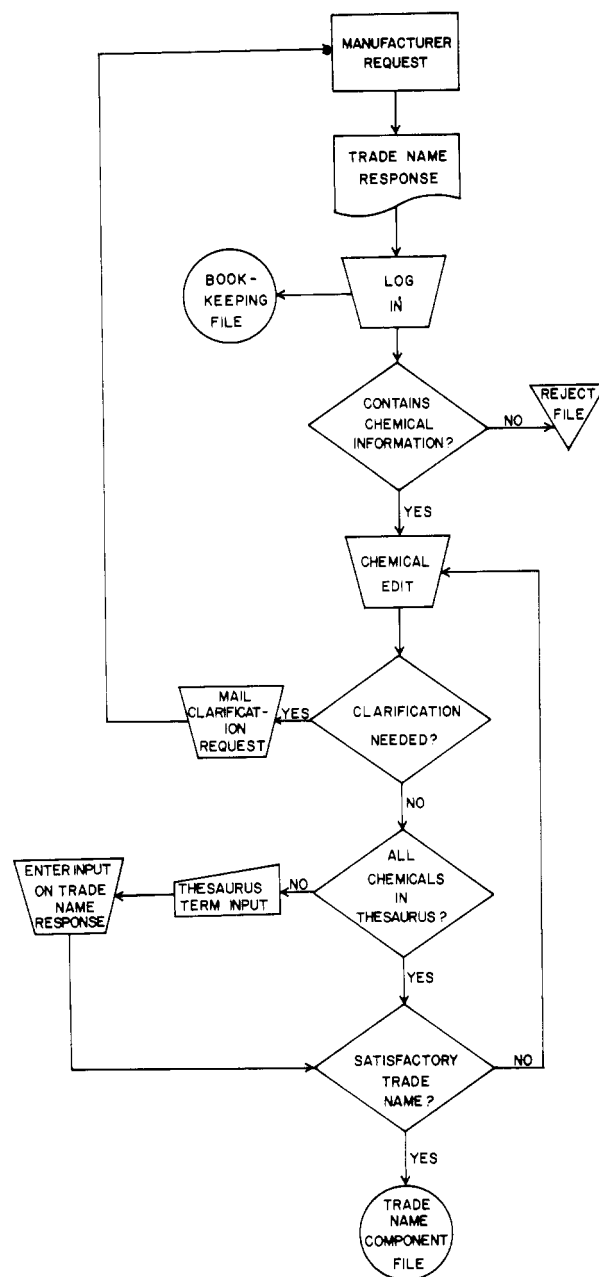 MANUFACTURER
REQUEST
TRADE NAME
RESPONSE
BOOK-
KEEPING
FILE
LOG
IN
CONTAINS
CHEMICAL
INFORMATION?
NO
REJECT
FILE
YES
CHEMICAL
EDIT
MAIL
CLARIFICAT-
ION
REQUEST
YES
CLARIFICATION
NEEDED?
NO
ENTER INPUT
ON TRADE
NAME
RESPONSE
THESAURUS
TERM INPUT
NO
ALL
CHEMICALS
IN
THESAURUS?
YES
SATISFACTORY
TRADE
NAME?
NO
YES
TRADE
NAME
COMPONENT
FILE